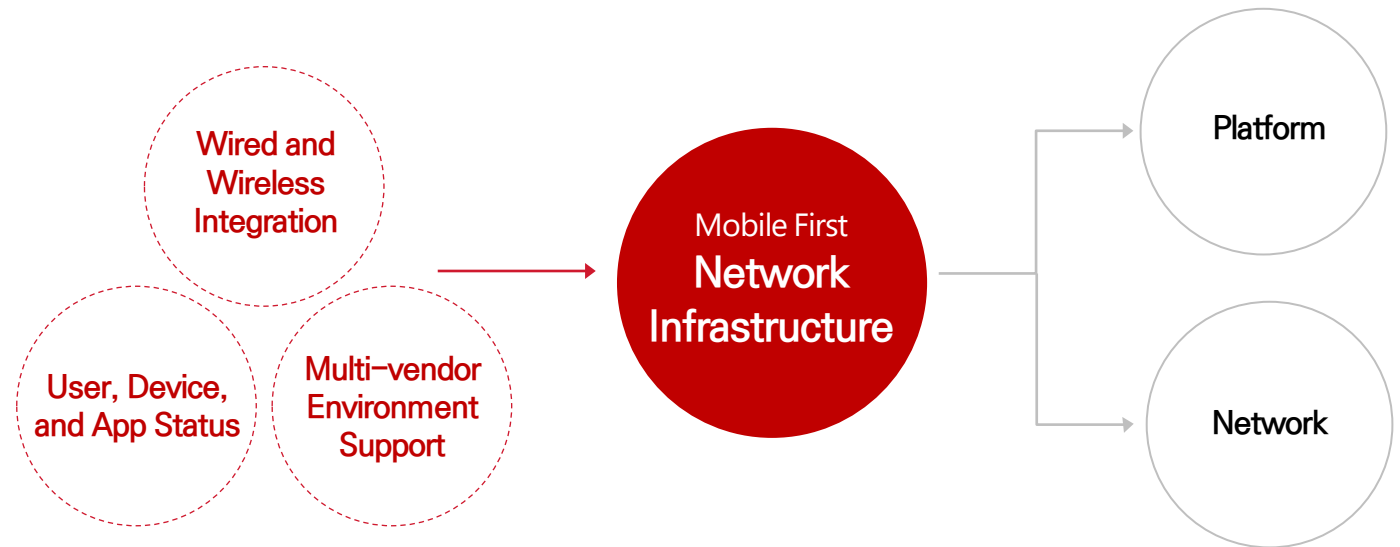 Wired and
Wireless
Integration
User, Device,
and App Status
Multi-vendor
Environment
Support
Mobile First
Network
Infrastructure
Platform
Network